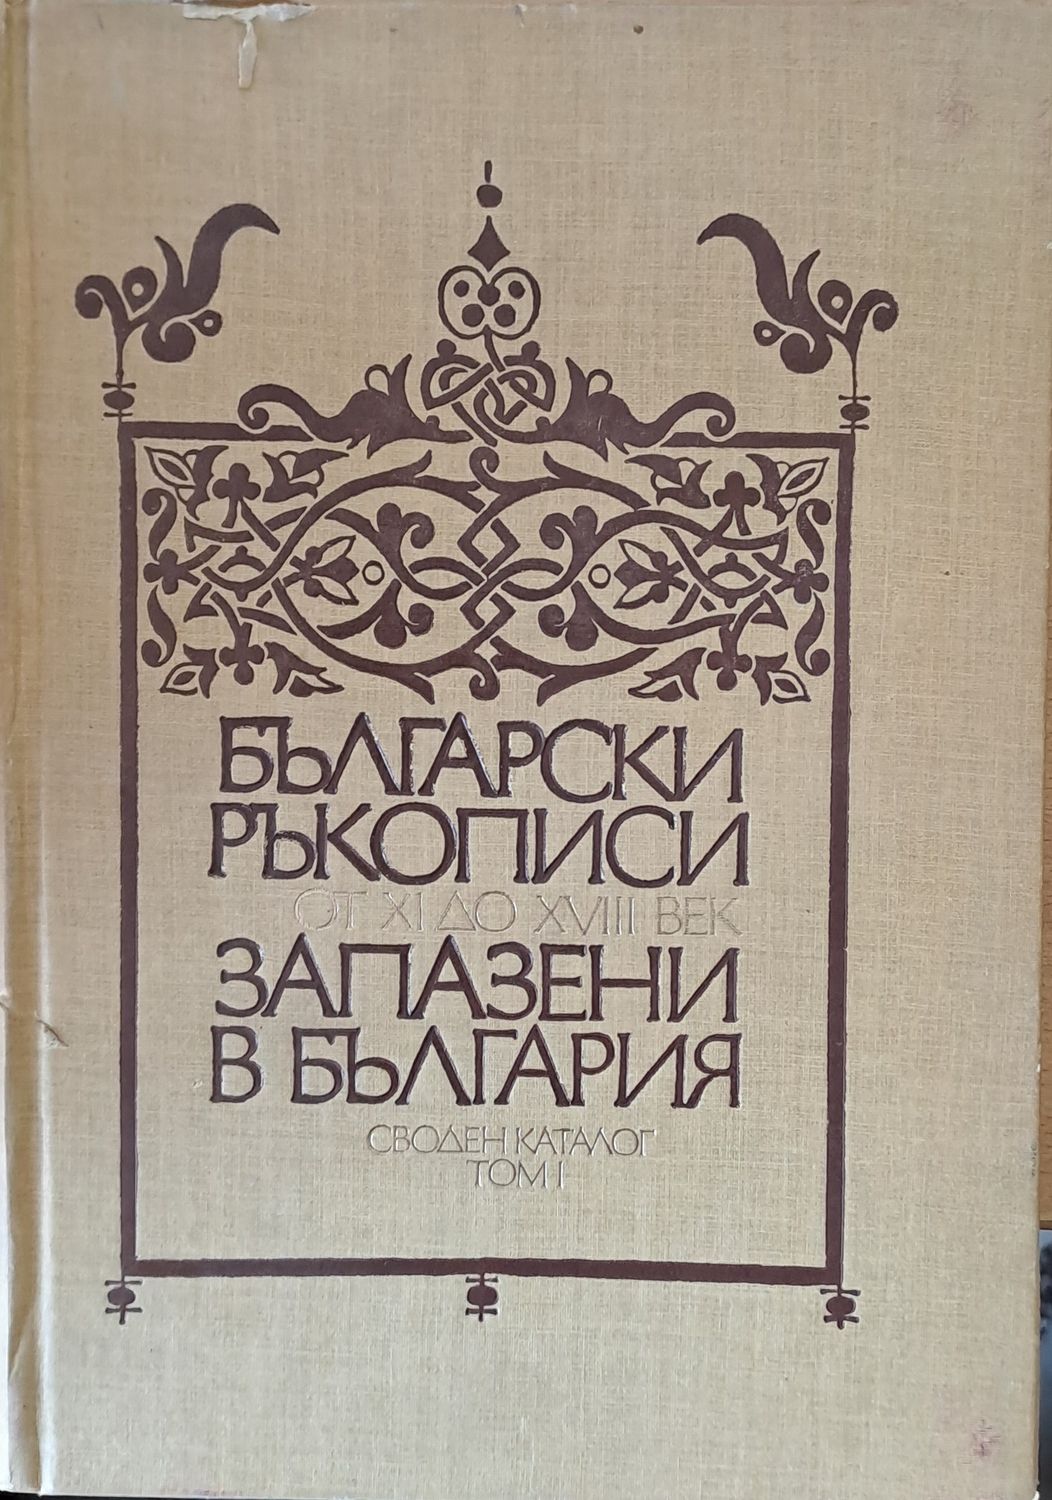 БЪЛГАРСКИ
РЪКОПИСИ
ОТ XI ДО XVIII ВЕК
ЗАПАЗЕНИ
В БЪЛГАРИЯ
СВОДЕН КАТАЛОГ
ТОМ I